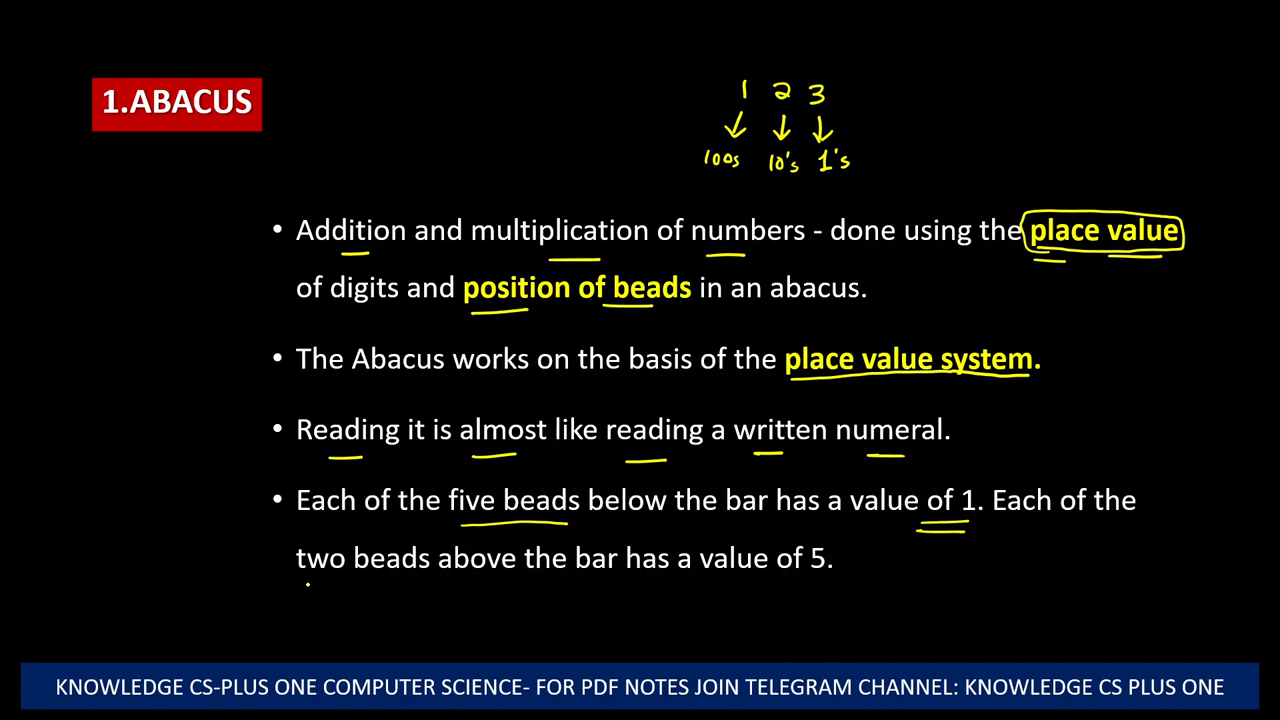 1.ABACUS
1 2 3
100s 10's 1's
• Addition and multiplication of numbers - done using the place value
of digits and position of beads in an abacus.
• The Abacus works on the basis of the place value system.
• Reading it is almost like reading a written numeral.
• Each of the five beads below the bar has a value of 1. Each of the
two beads above the bar has a value of 5.
KNOWLEDGE CS-PLUS ONE COMPUTER SCIENCE- FOR PDF NOTES JOIN TELEGRAM CHANNEL: KNOWLEDGE CS PLUS ONE